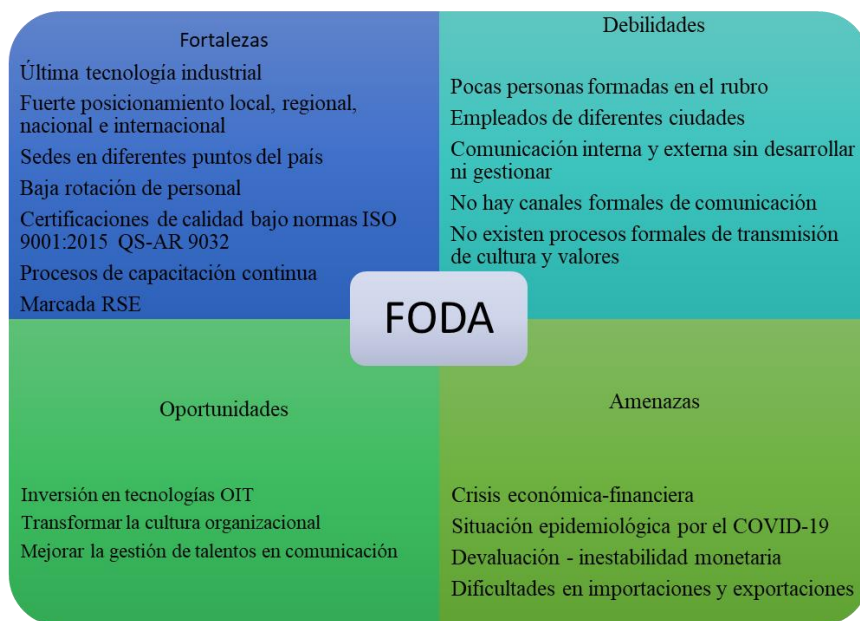 Fortalezas
Última tecnología industrial
Fuerte posicionamiento local, regional,
nacional e internacional
Sedes en diferentes puntos del país
Baja rotación de personal
Certificaciones de calidad bajo normas ISO
9001:2015 QS-AR 9032
Procesos de capacitación continua
Marcada RSE
Debilidades
Pocas personas formadas en el rubro
Empleados de diferentes ciudades
Comunicación interna y externa sin desarrollar
ni gestionar
No hay canales formales de comunicación
No existen procesos formales de transmisión
de cultura y valores
FODA
Oportunidades
Inversión en tecnologías OIT
Transformar la cultura organizacional
Mejorar la gestión de talentos en comunicación
Amenazas
Crisis económica-financiera
Situación epidemiológica por el COVID-19
Devaluación - inestabilidad monetaria
Dificultades en importaciones y exportaciones